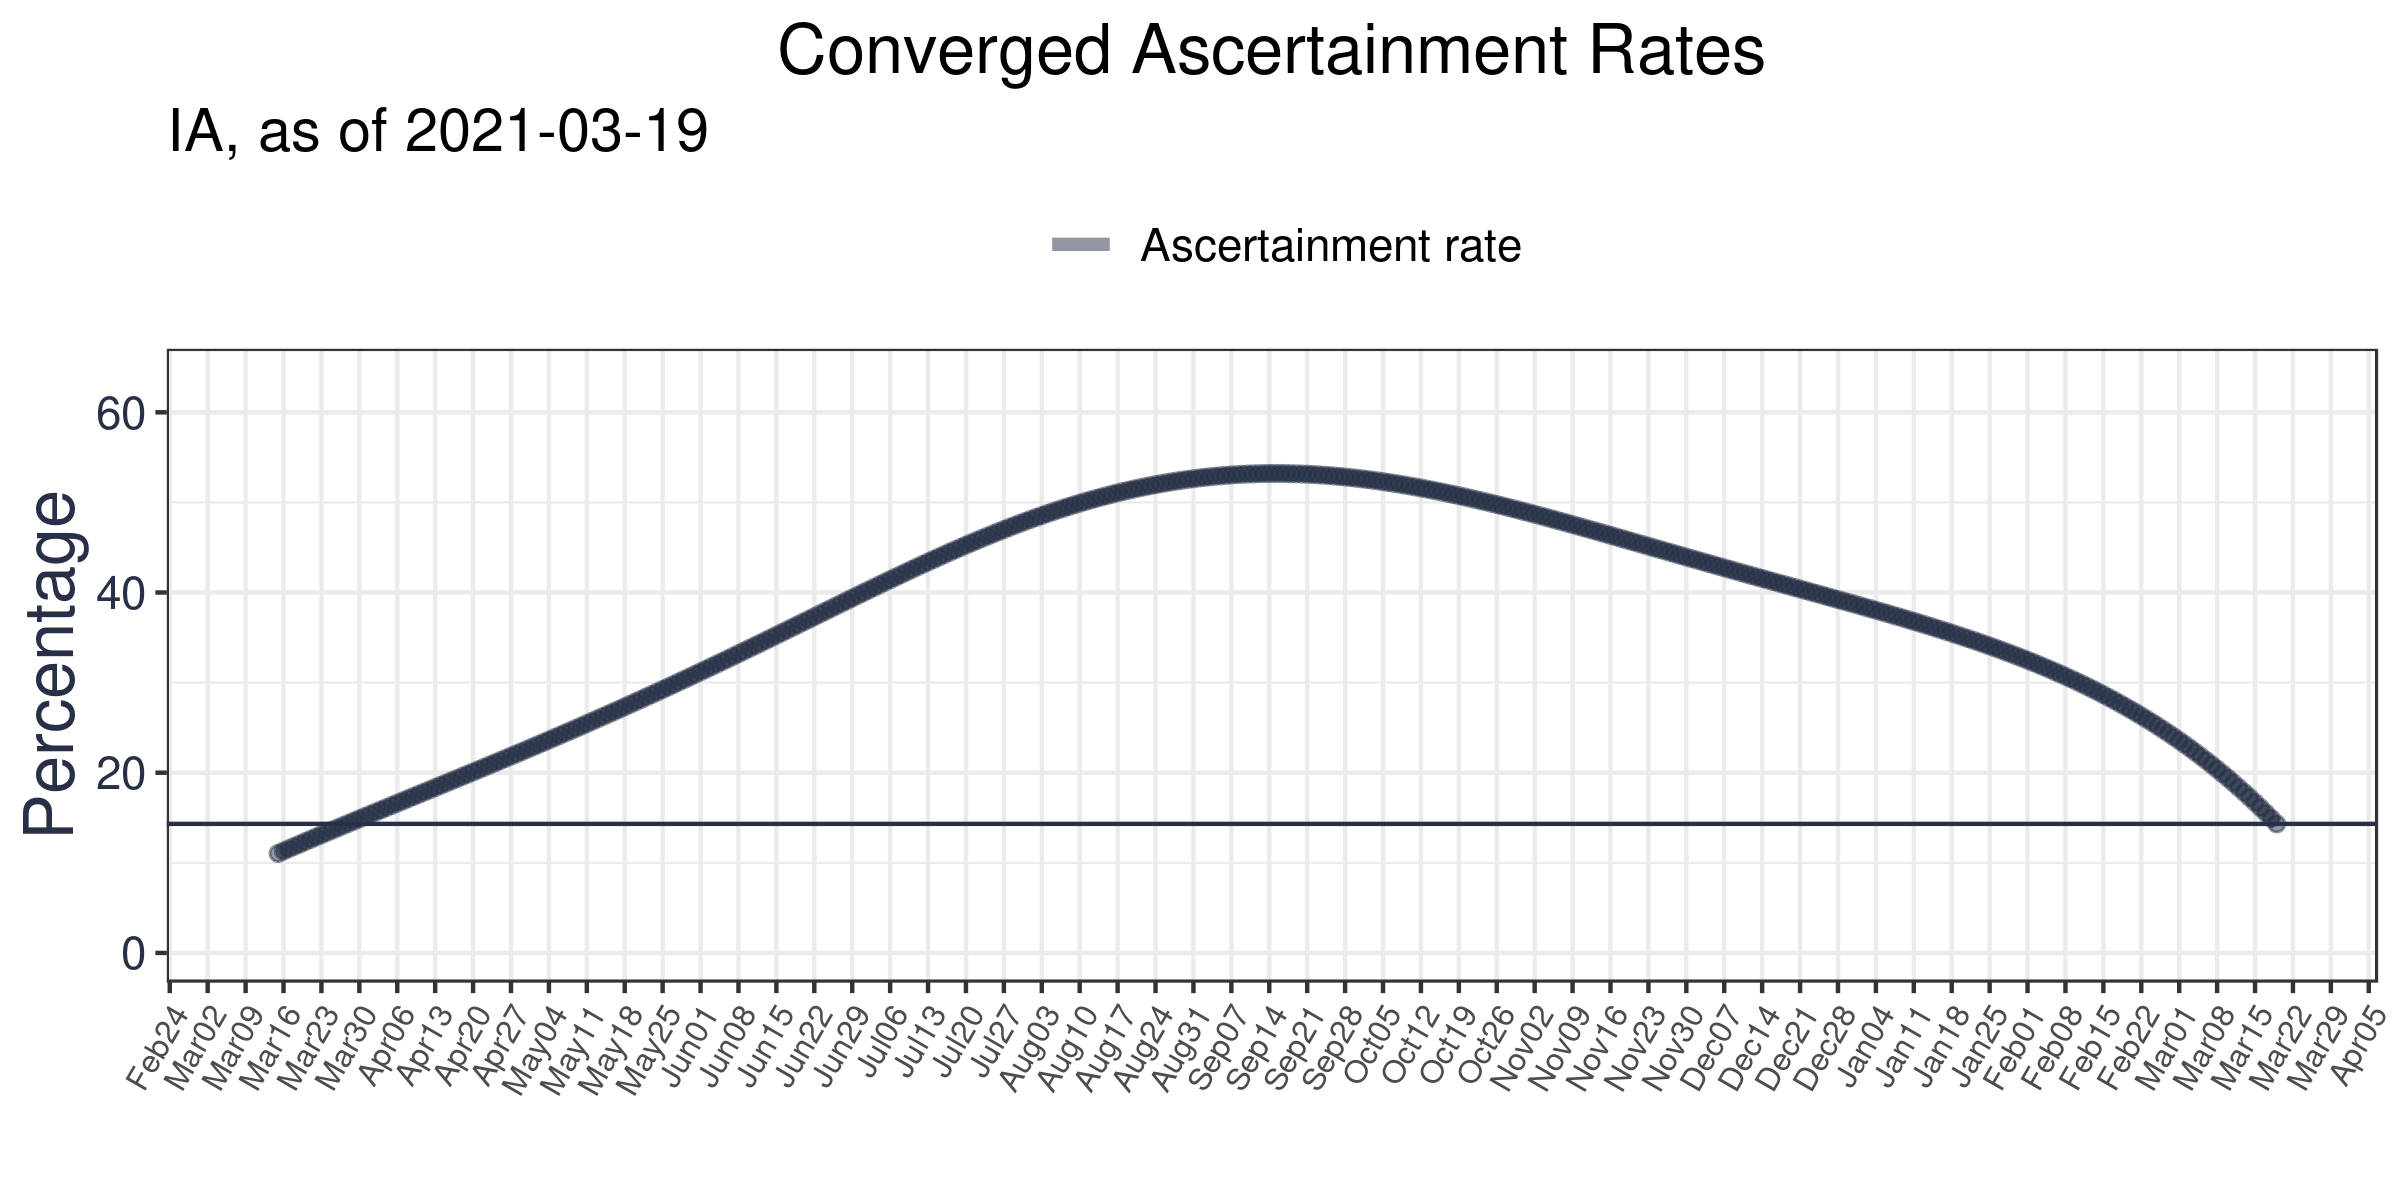 Converged Ascertainment Rates
IA, as of 2021-03-19
Ascertainment rate
Percentage
60
40
20
0
Feb24 Mar02 Mar09 Mar16 Mar23 Mar30 Apr06 Apr13 Apr20 Apr27 May04 May11 May18 May25 Jun01 Jun08 Jun15 Jun22 Jun29 Jul06 Jul13 Jul20 Jul27 Aug03 Aug10 Aug17 Aug24 Aug31 Sep07 Sep14 Sep21 Sep28 Oct05 Oct12 Oct19 Oct26 Nov02 Nov09 Nov16 Nov23 Nov30 Dec07 Dec14 Dec21 Dec28 Jan04 Jan11 Jan18 Jan25 Feb01 Feb08 Feb15 Feb22 Mar01 Mar08 Mar15 Mar22 Mar29 Apr05